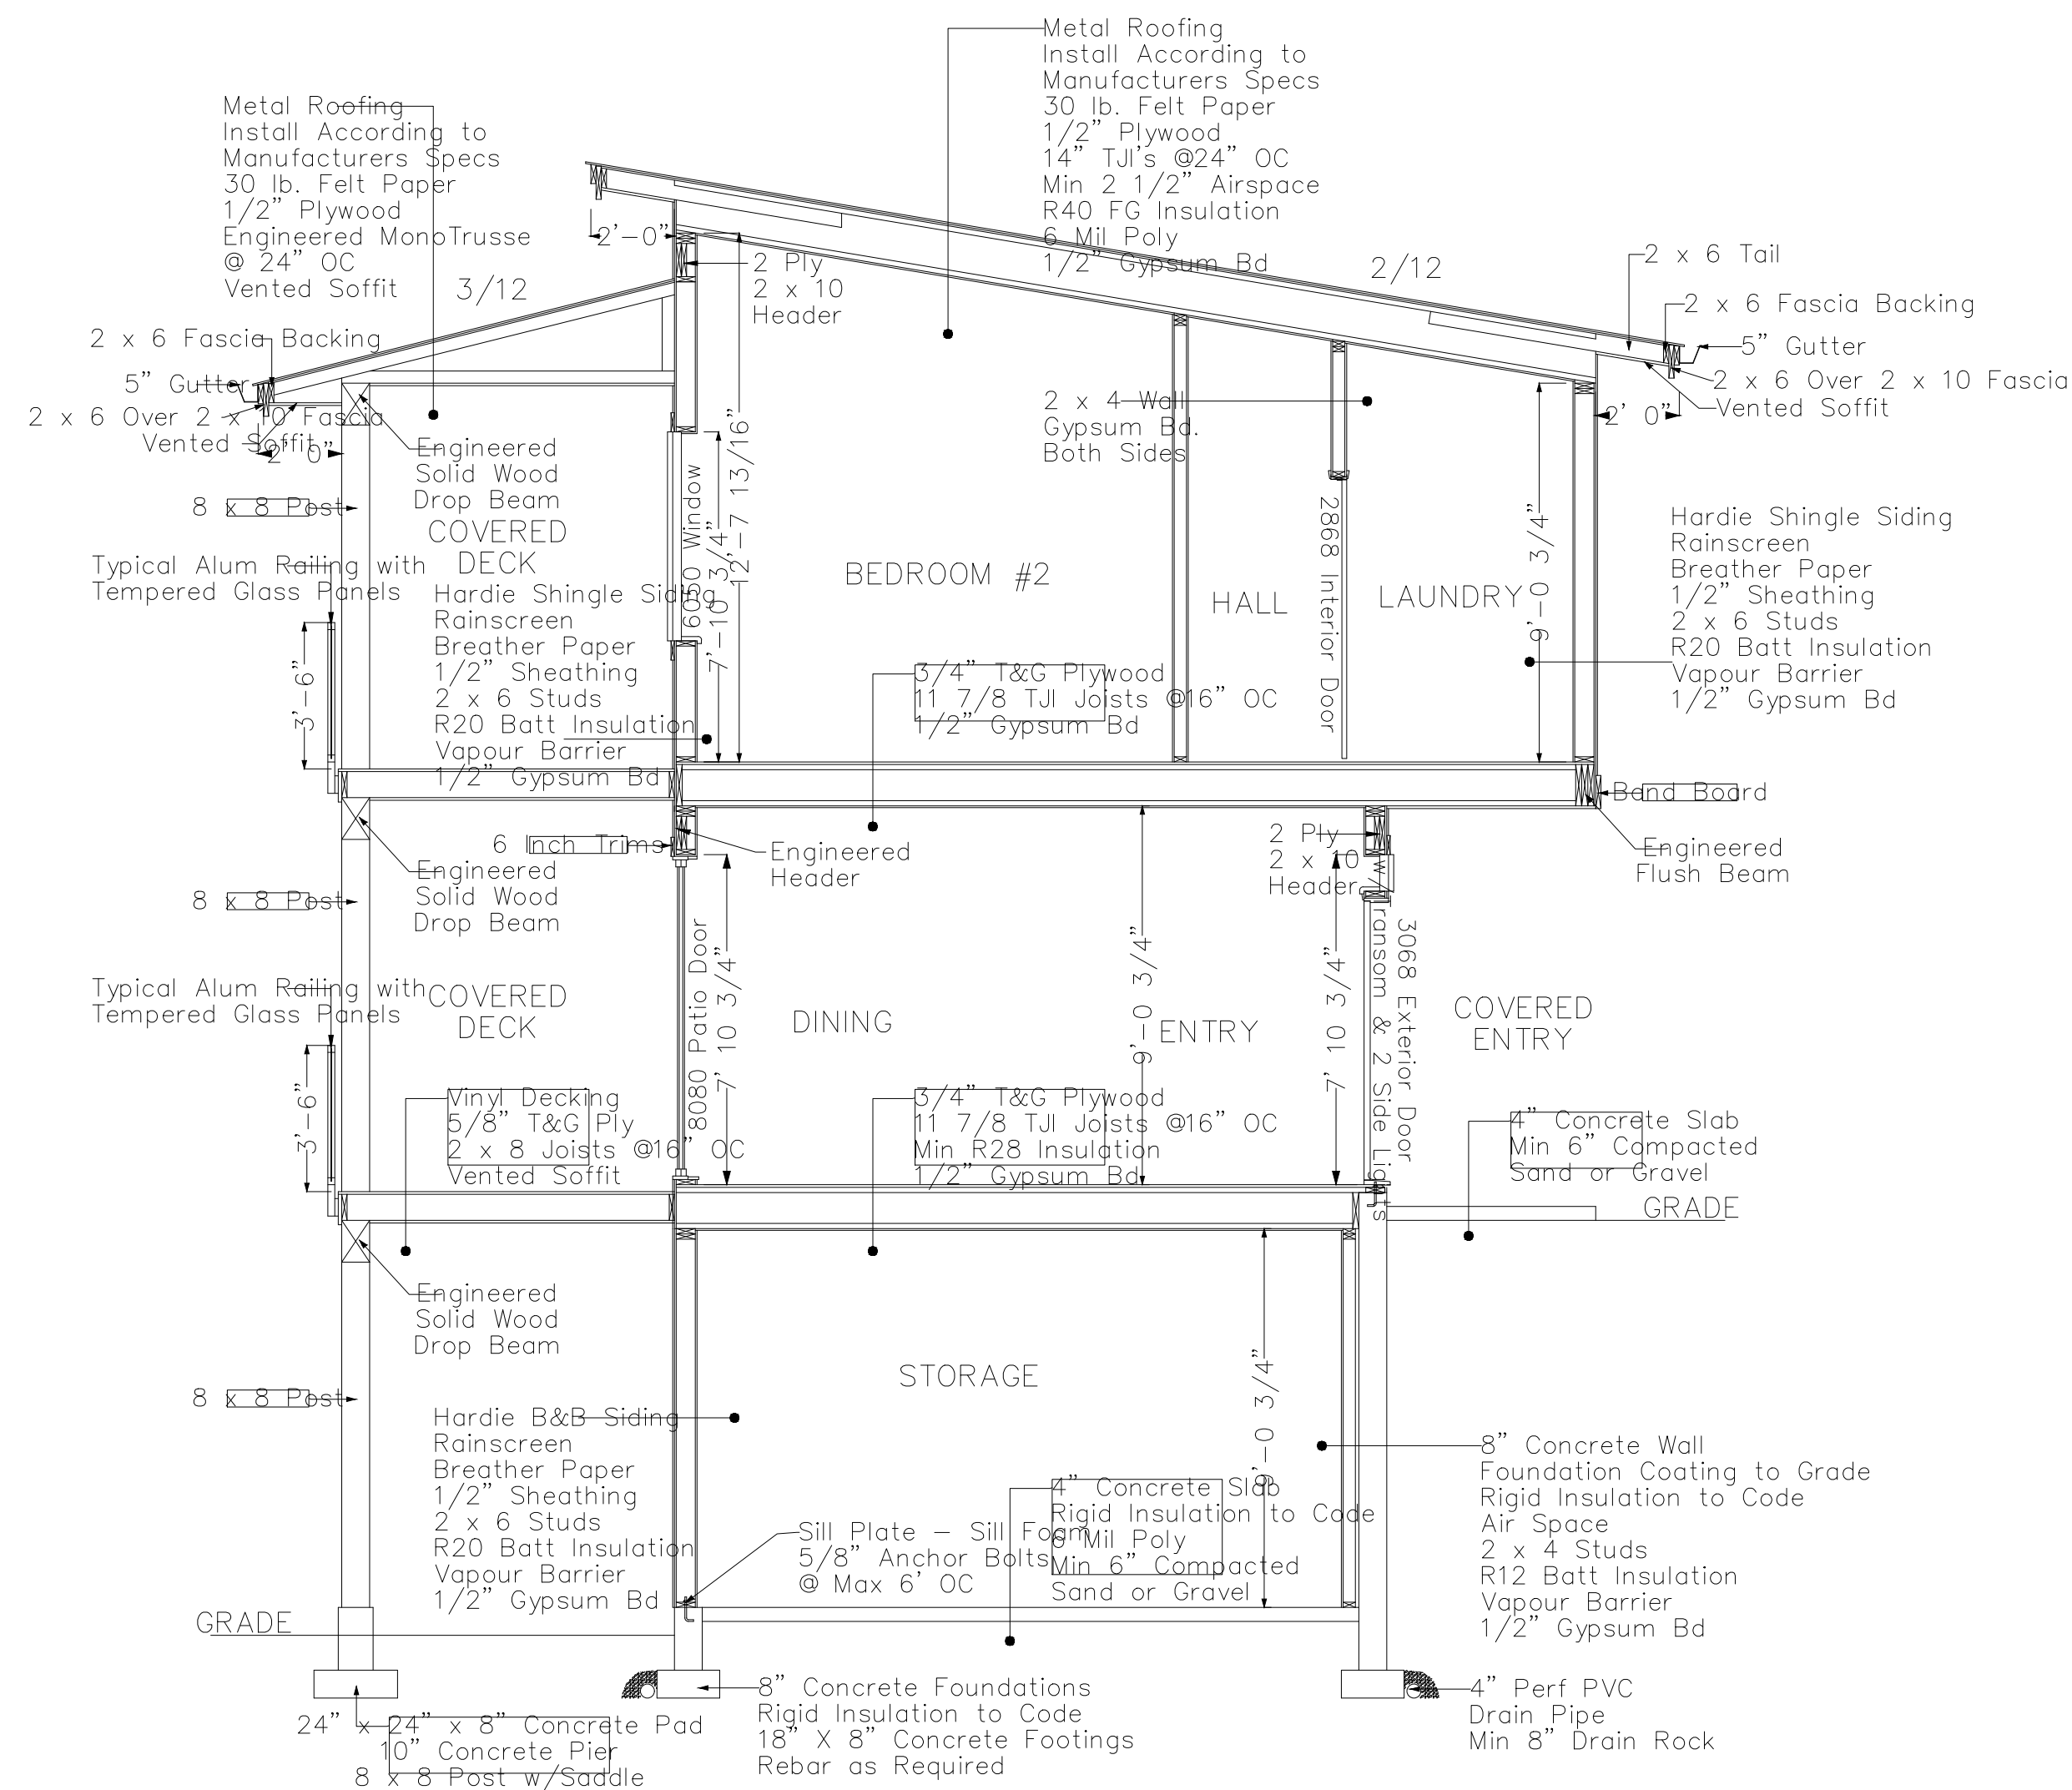 Metal Roofing
Install According to
Manufacturers Specs
30 lb. Felt Paper
1/2" Plywood
14" TJI's @24" OC
Min 2 1/2" Airspace
R40 FG Insulation
6 Mil Poly
1/2" Gypsum Bd
Metal Roofing
Install According to
Manufacturers Specs
30 lb. Felt Paper
1/2" Plywood
Engineered MonoTrusse
@ 24" OC
Vented Soffit
3/12
2'-0"
2 Ply
2 x 10
Header
2/12
2 x 6 Tail
2 x 6 Fascia Backing
5" Gutter
2 x 6 Over 2 x 10 Fascia
Vented Soffit
2' 0"
2 x 6 Fascia Backing
5" Gutter
2 x 6 Over 2 x 10 Fascia
Vented Soffit
2' 0"
Engineered
Solid Wood
Drop Beam
8 x 8 Post
COVERED
DECK
Typical Alum Railing with
Tempered Glass Panels
3'-6"
Hardie Shingle Siding
Rainscreen
Breather Paper
1/2" Sheathing
2 x 6 Studs
R20 Batt Insulation
Vapour Barrier
1/2" Gypsum Bd
6050 Window
7'-10 3/4"
12'-7 13/16"
BEDROOM #2
2 x 4 Wall
Gypsum Bd.
Both Sides
HALL
2868 Interior Door
LAUNDRY
9'-0 3/4"
Hardie Shingle Siding
Rainscreen
Breather Paper
1/2" Sheathing
2 x 6 Studs
R20 Batt Insulation
Vapour Barrier
1/2" Gypsum Bd
3/4" T&G Plywood
11 7/8 TJI Joists @16" OC
1/2" Gypsum Bd
Band Board
Engineered
Flush Beam
6 Inch Trims
Engineered
Header
2 Ply
2 x 10
Header
Engineered
Solid Wood
Drop Beam
8 x 8 Post
Typical Alum Railing with
Tempered Glass Panels
3'-6"
COVERED
DECK
8080 Patio Door
7' 10 3/4"
DINING
9'-0 3/4"
ENTRY
7' 10 3/4"
3068 Exterior Door
w/Transom & 2 Side Lights
COVERED
ENTRY
Vinyl Decking
5/8" T&G Ply
2 x 8 Joists @16" OC
Vented Soffit
3/4" T&G Plywood
11 7/8 TJI Joists @16" OC
Min R28 Insulation
1/2" Gypsum Bd
4" Concrete Slab
Min 6" Compacted
Sand or Gravel
GRADE
Engineered
Solid Wood
Drop Beam
8 x 8 Post
STORAGE
9'-0 3/4"
Hardie B&B Siding
Rainscreen
Breather Paper
1/2" Sheathing
2 x 6 Studs
R20 Batt Insulation
Vapour Barrier
1/2" Gypsum Bd
Sill Plate - Sill Foam
5/8" Anchor Bolts
@ Max 6' OC
4" Concrete Slab
Rigid Insulation to Code
6 Mil Poly
Min 6" Compacted
Sand or Gravel
8" Concrete Wall
Foundation Coating to Grade
Rigid Insulation to Code
Air Space
2 x 4 Studs
R12 Batt Insulation
Vapour Barrier
1/2" Gypsum Bd
GRADE
24" x 24" x 8" Concrete Pad
10" Concrete Pier
8 x 8 Post w/Saddle
8" Concrete Foundations
Rigid Insulation to Code
18" X 8" Concrete Footings
Rebar as Required
4" Perf PVC
Drain Pipe
Min 8" Drain Rock